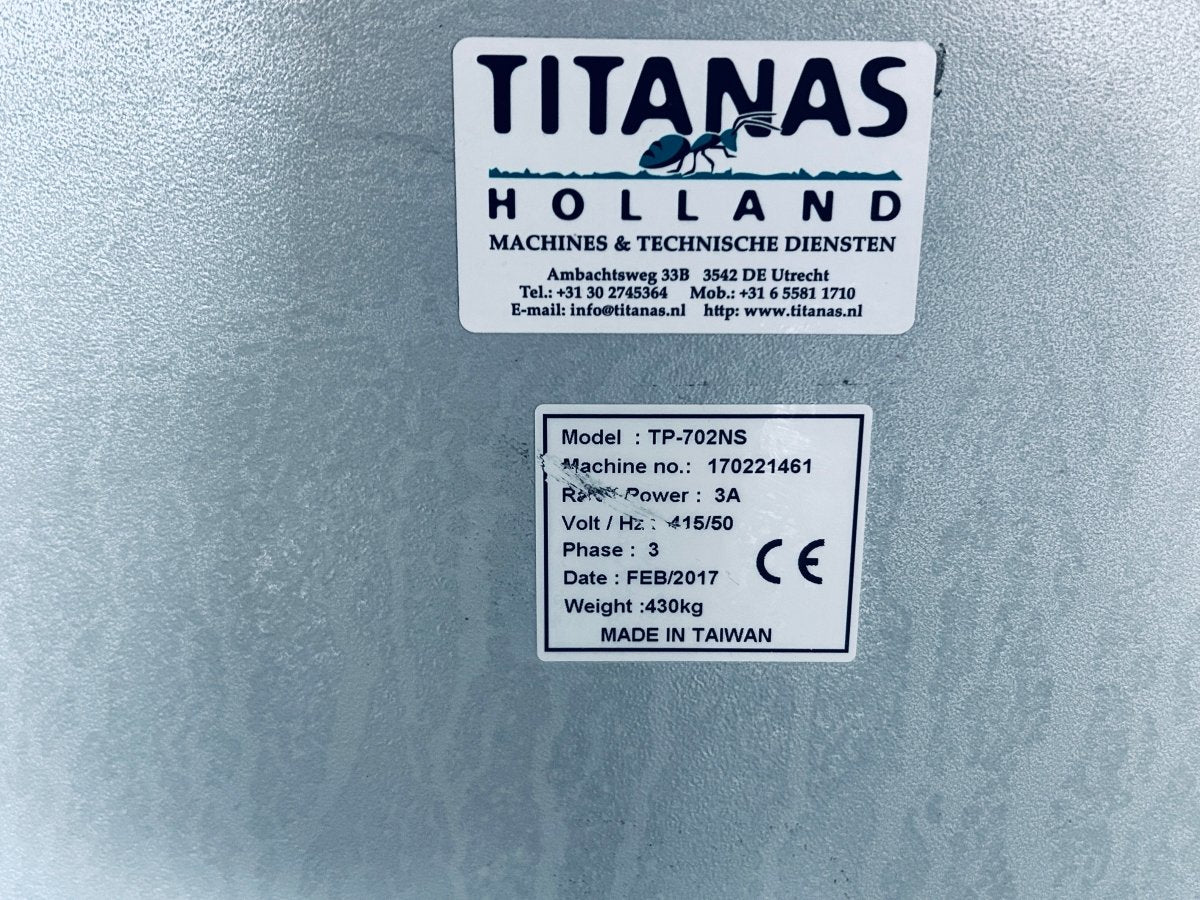 TITANAS
HOLLAND
MACHINES & TECHNISCHE DIENSTEN
Ambachtsweg 33B 3542 DE Utrecht
Tel.: +31 30 2745364 Mob.: +31 6 5581 1710
E-mail: info@titanas.nl http: www.titanas.nl
Model : TP-702NS
Machine no.: 170221461
Power : 3A
Volt / Hz : 415/50
Phase : 3
Date : FEB/2017
Weight :430kg
CE
MADE IN TAIWAN